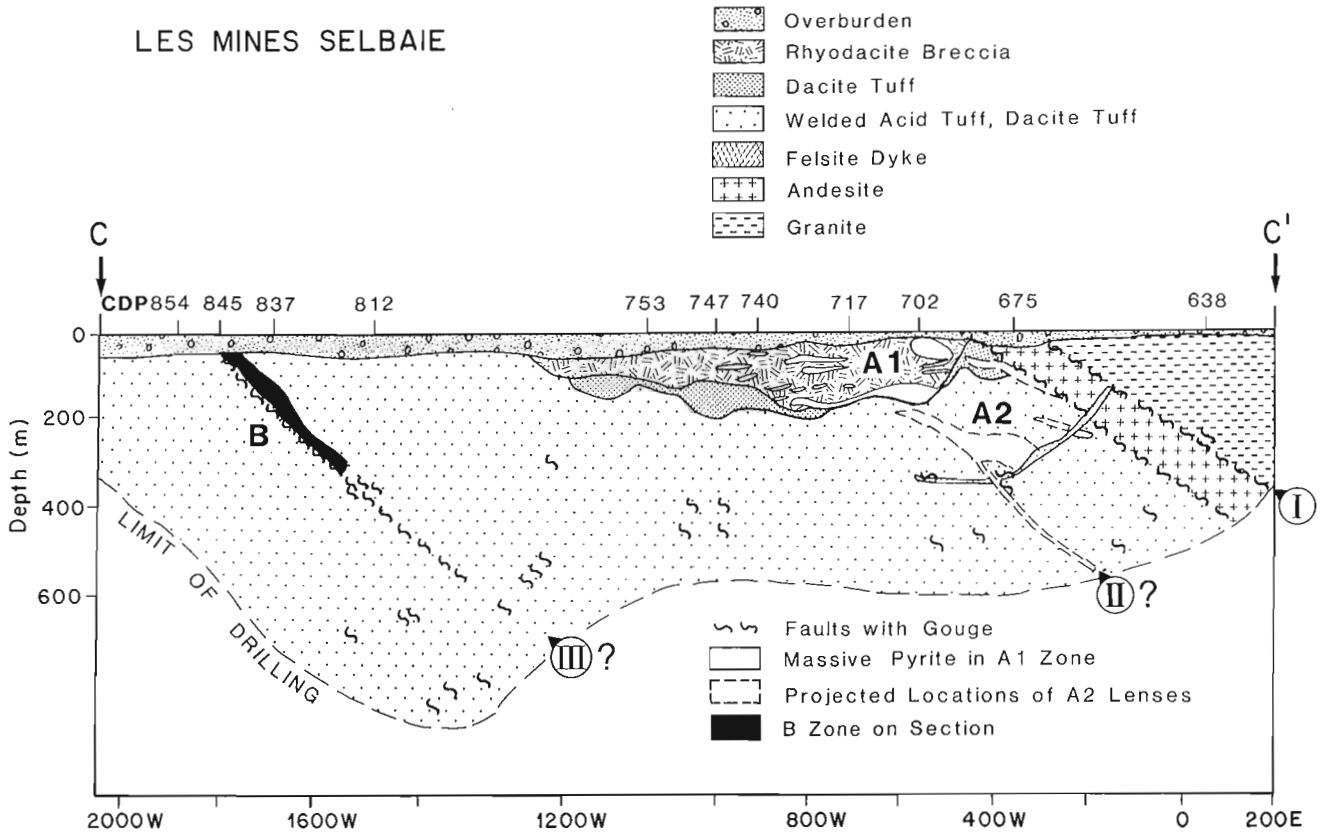 LES MINES SELBAIE
Overburden
Rhyodacite Breccia
Dacite Tuff
Welded Acid Tuff, Dacite Tuff
Felsite Dyke
Andesite
Granite
C C'
CDP 854 845 837 812 753 747 740 717 702 675 638
0
200
400
600
Depth (m)
A1
A2
B
I
II ?
III ?
LIMIT OF DRILLING
Faults with Gouge
Massive Pyrite in A1 Zone
Projected Locations of A2 Lenses
B Zone on Section
2000W 1600W 1200W 800W 400W 0 200E